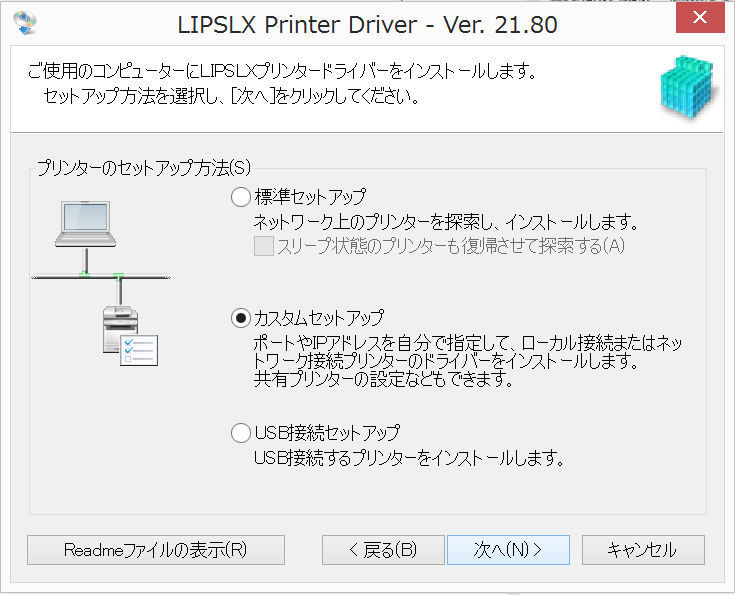 LIPSLX Printer Driver - Ver. 21.80
ご使用のコンピューターにLIPSLXプリンタードライバーをインストールします。
セットアップ方法を選択し、[次へ]をクリックしてください。
プリンターのセットアップ方法(S)
標準セットアップ
ネットワーク上のプリンターを探索し、インストールします。
スリープ状態のプリンターも復帰させて探索する(A)
カスタムセットアップ
ポートやIPアドレスを自分で指定して、ローカル接続またはネッ
トワーク接続プリンターのドライバーをインストールします。
共有プリンターの設定などもできます。
USB接続セットアップ
USB接続するプリンターをインストールします。
Readmeファイルの表示(R)
< 戻る(B)
次へ(N) >
キャンセル